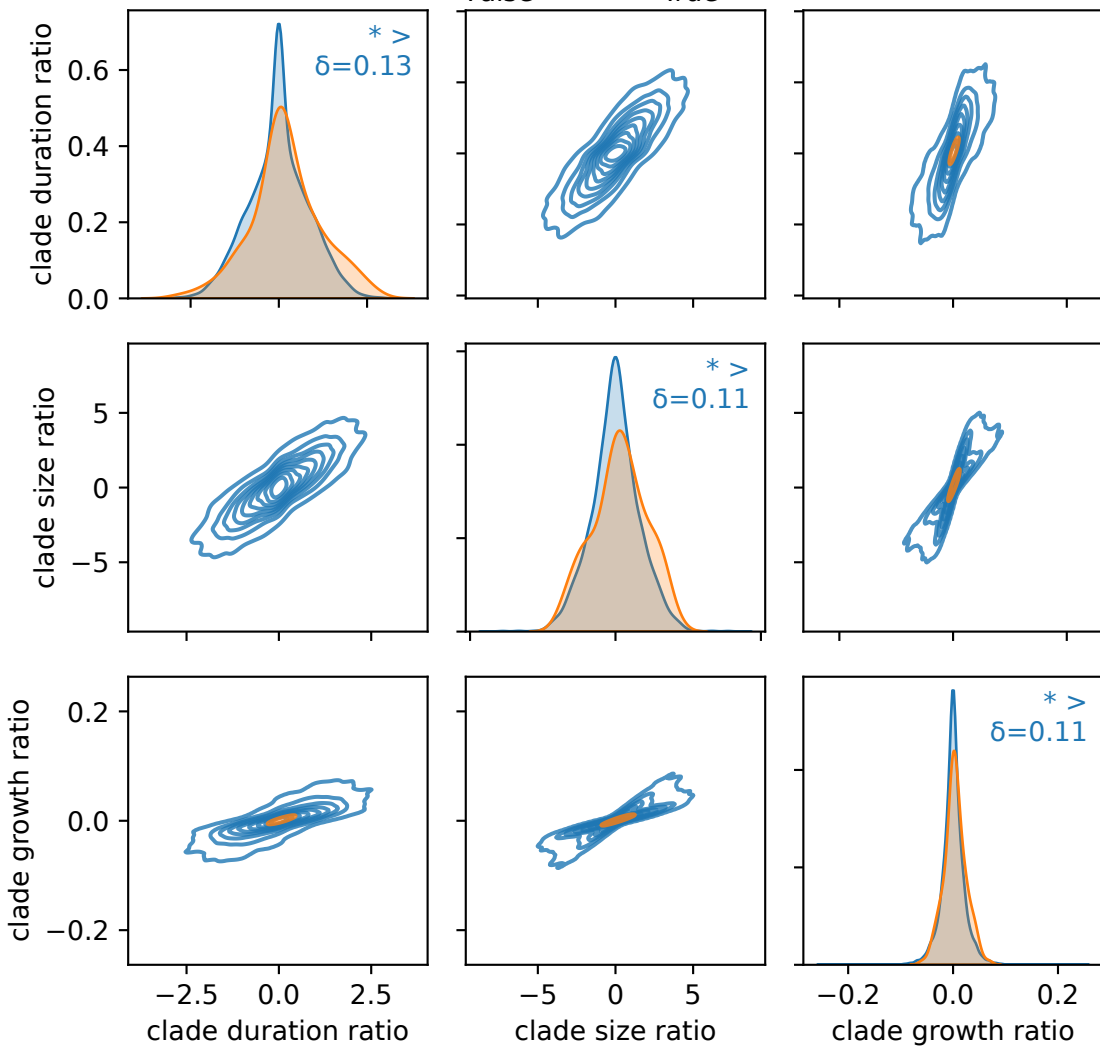 clade duration ratio
0.6
0.4
0.2
0.0
* >
δ=0.13
clade size ratio
5
0
−5
* >
δ=0.11
clade growth ratio
0.2
0.0
−0.2
* >
δ=0.11
−2.5 0.0 2.5
−5 0 5
−0.2 0.0 0.2
clade duration ratio
clade size ratio
clade growth ratio